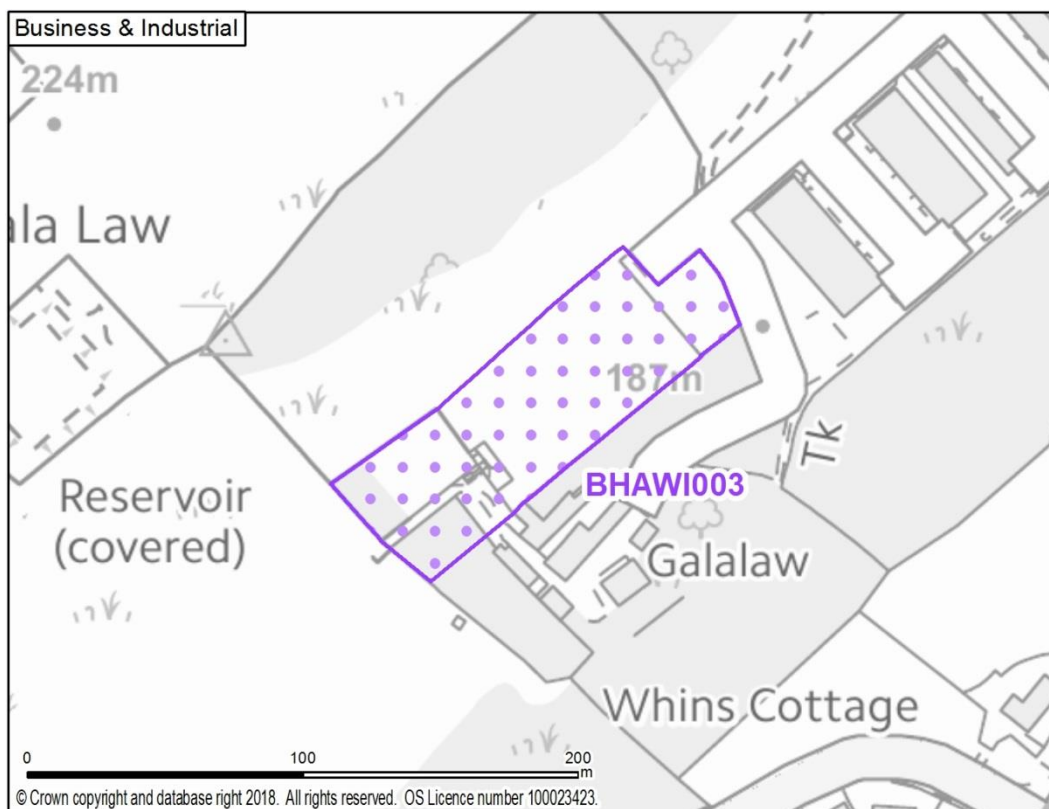 Business & Industrial
224m
ala Law
187m
Tk
BHAWI003
Reservoir
(covered)
Galalaw
Whins Cottage
0 100 200
m
© Crown copyright and database right 2018. All rights reserved. OS Licence number 100023423.